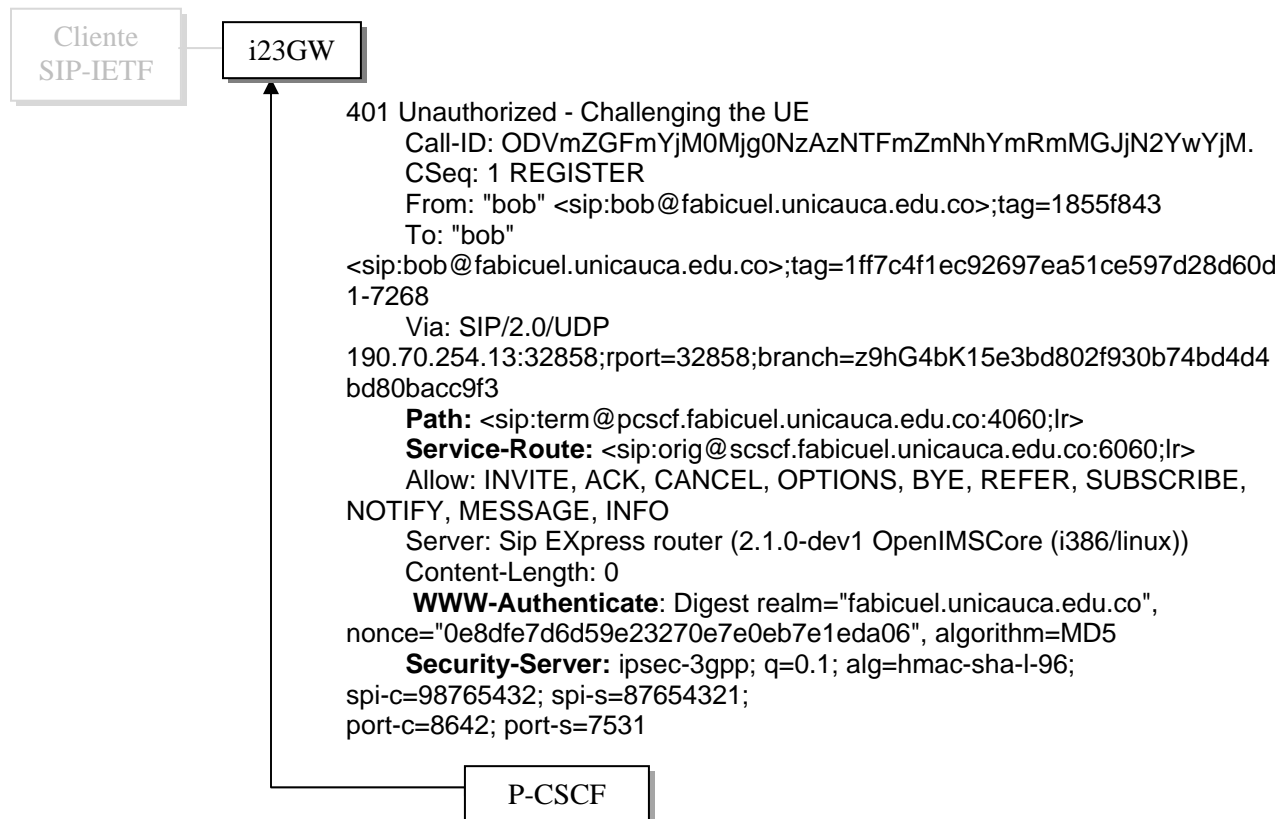 Cliente
SIP-IETF
i23GW
401 Unauthorized - Challenging the UE
Call-ID: ODVmZGFmYjM0Mjg0NzAzNTFmZmNhYmRmMGJjN2YwYjM.
CSeq: 1 REGISTER
From: "bob" <sip:bob@fabicuel.unicauca.edu.co>;tag=1855f843
To: "bob"
<sip:bob@fabicuel.unicauca.edu.co>;tag=1ff7c4f1ec92697ea51ce597d28d60d
1-7268
Via: SIP/2.0/UDP
190.70.254.13:32858;rport=32858;branch=z9hG4bK15e3bd802f930b74bd4d4
bd80bacc9f3
Path: <sip:term@pcscf.fabicuel.unicauca.edu.co:4060;lr>
Service-Route: <sip:orig@scscf.fabicuel.unicauca.edu.co:6060;lr>
Allow: INVITE, ACK, CANCEL, OPTIONS, BYE, REFER, SUBSCRIBE,
NOTIFY, MESSAGE, INFO
Server: Sip EXpress router (2.1.0-dev1 OpenIMSCore (i386/linux))
Content-Length: 0
WWW-Authenticate: Digest realm="fabicuel.unicauca.edu.co",
nonce="0e8dfe7d6d59e23270e7e0eb7e1eda06", algorithm=MD5
Security-Server: ipsec-3gpp; q=0.1; alg=hmac-sha-l-96;
spi-c=98765432; spi-s=87654321;
port-c=8642; port-s=7531
P-CSCF